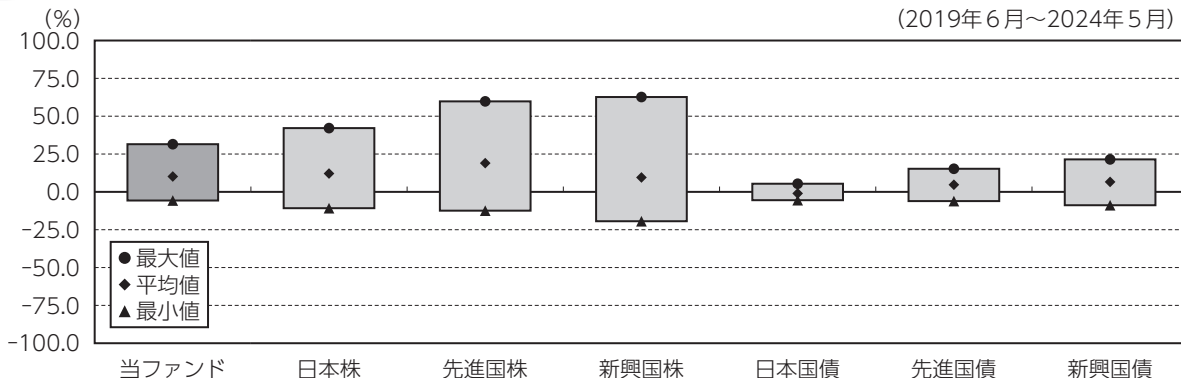 (%)
(2019年6月～2024年5月)
100.0
75.0
50.0
25.0
0.0
-25.0
-50.0
-75.0
-100.0
●最大値
◆平均値
▲最小値
当ファンド 日本株 先進国株 新興国株 日本国債 先進国債 新興国債